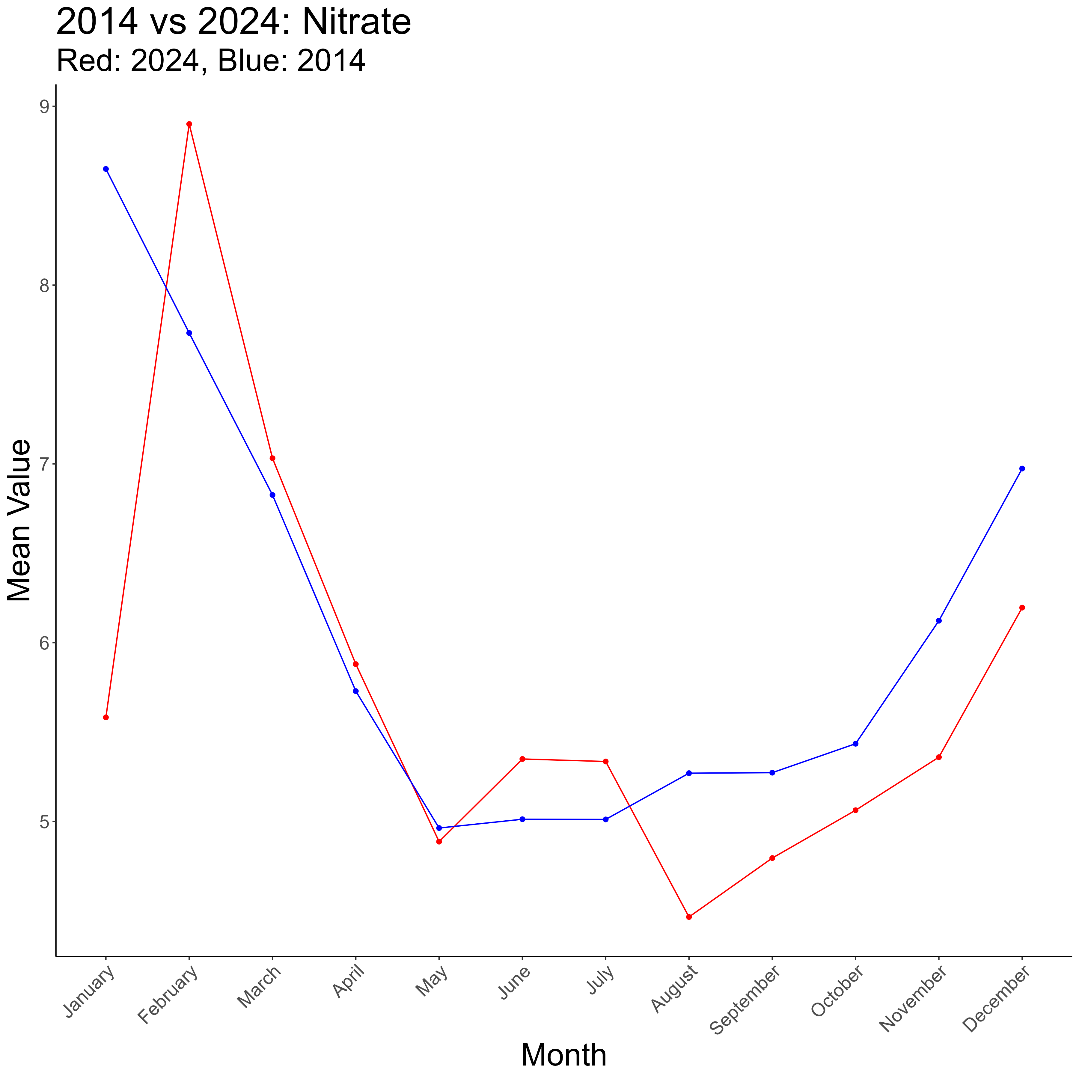 2014 vs 2024: Nitrate
Red: 2024, Blue: 2014
Mean Value
9
8
7
6
5
January
February
March
April
May
June
July
August
September
October
November
December
Month